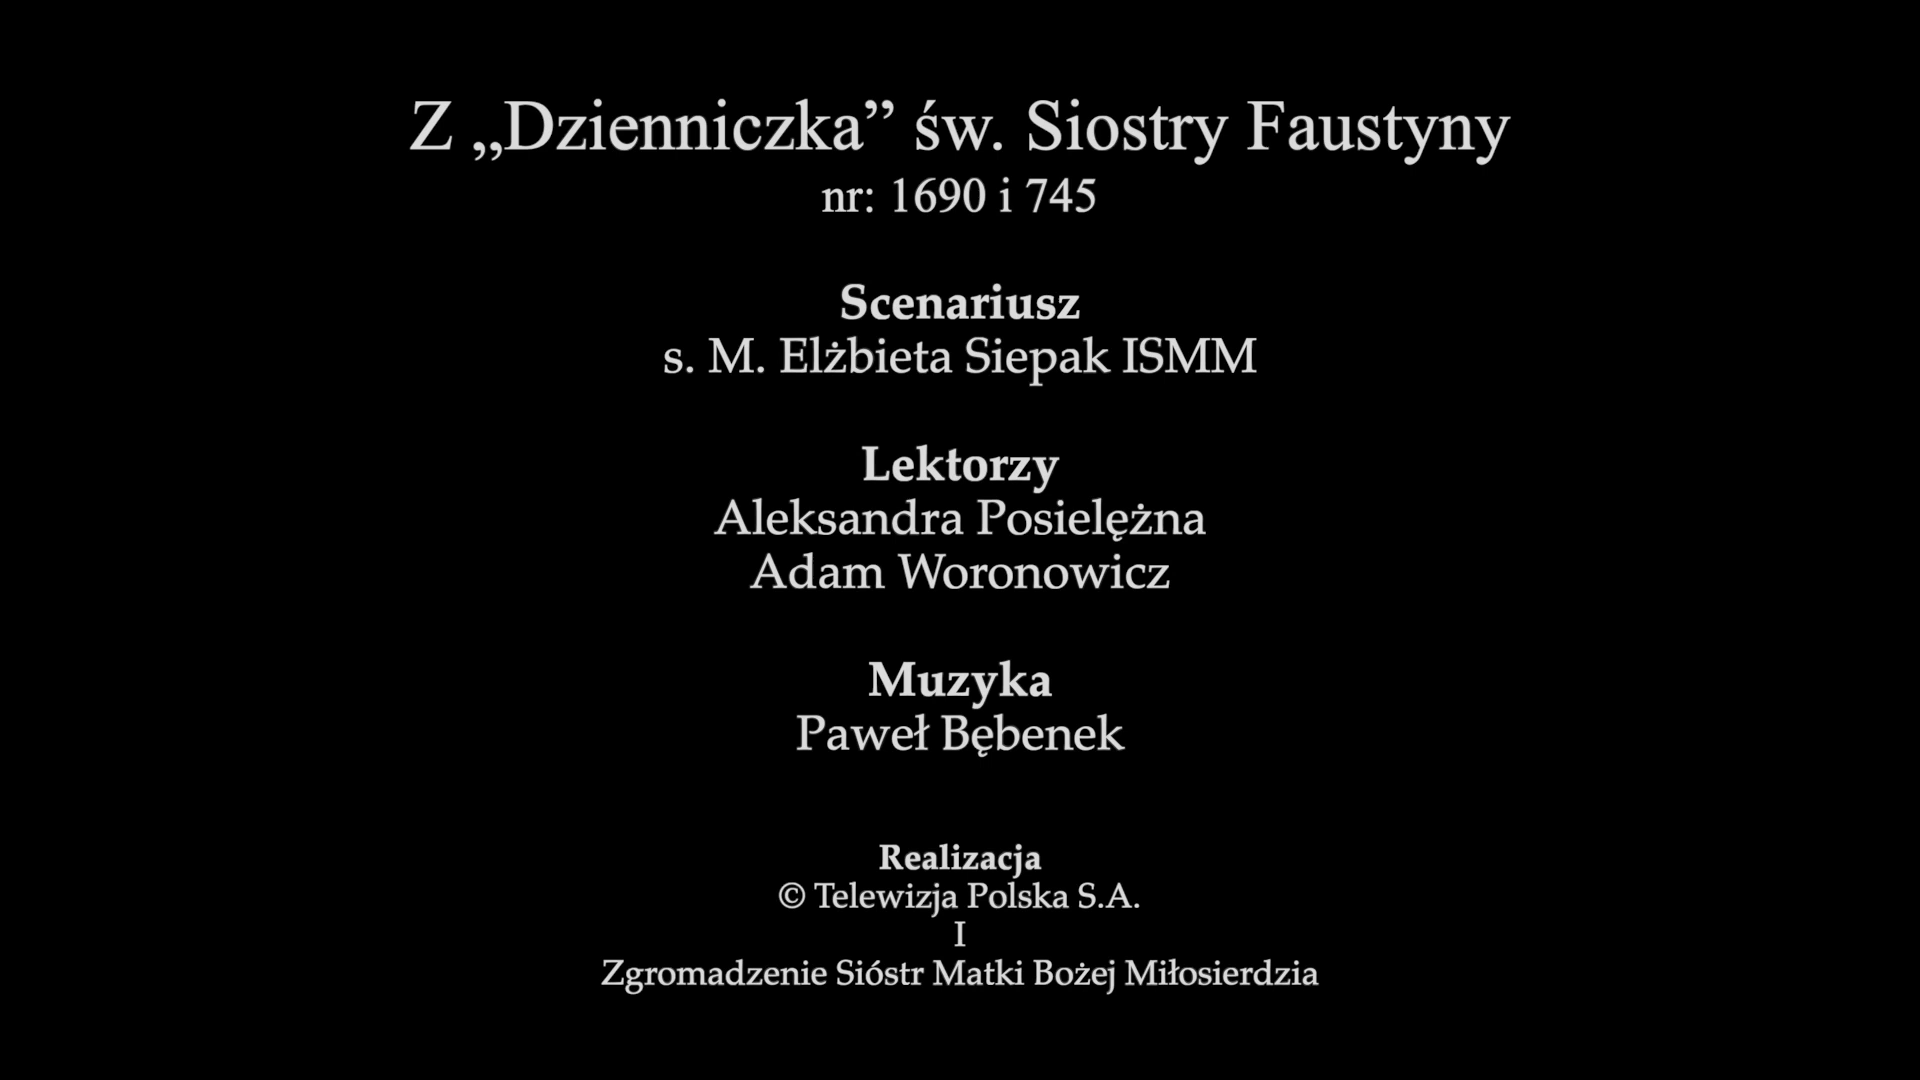 Z „Dzienniczka” św. Siostry Faustyny
nr: 1690 i 745
Scenariusz
s. M. Elżbieta Siepak ISMM
Lektorzy
Aleksandra Posielężna
Adam Woronowicz
Muzyka
Paweł Bębenek
Realizacja
© Telewizja Polska S.A.
I
Zgromadzenie Sióstr Matki Bożej Miłosierdzia